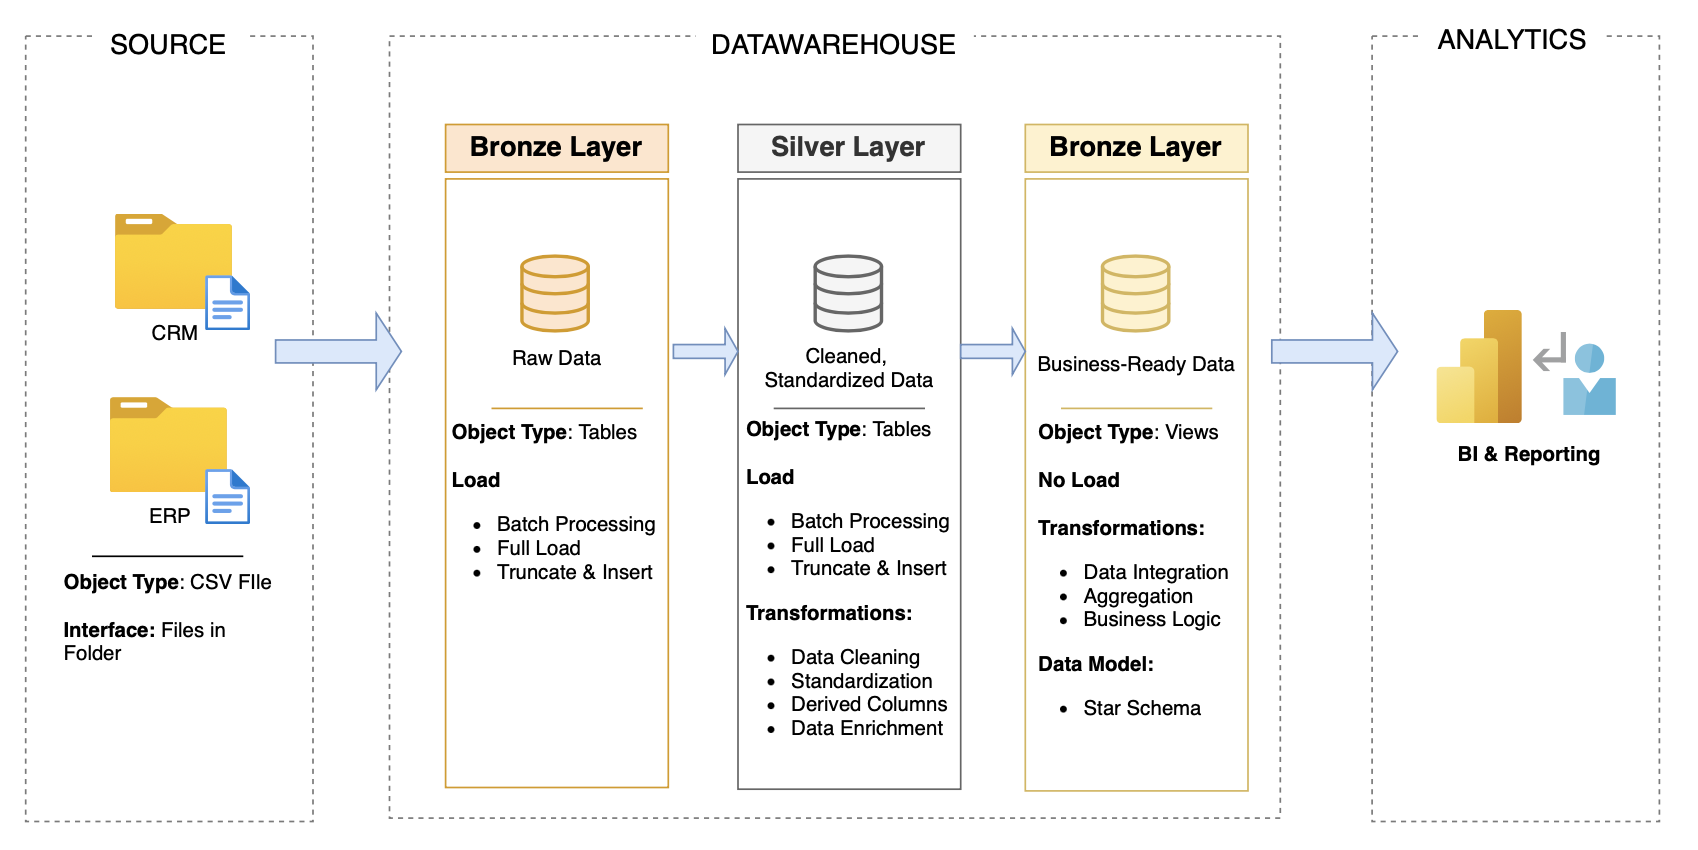 SOURCE
CRM
ERP
Object Type: CSV FIle
Interface: Files in
Folder
DATAWAREHOUSE
Bronze Layer
Raw Data
Object Type: Tables
Load
• Batch Processing
• Full Load
• Truncate & Insert
Silver Layer
Cleaned,
Standardized Data
Object Type: Tables
Load
• Batch Processing
• Full Load
• Truncate & Insert
Transformations:
• Data Cleaning
• Standardization
• Derived Columns
• Data Enrichment
Bronze Layer
Business-Ready Data
Object Type: Views
No Load
Transformations:
• Data Integration
• Aggregation
• Business Logic
Data Model:
• Star Schema
ANALYTICS
BI & Reporting